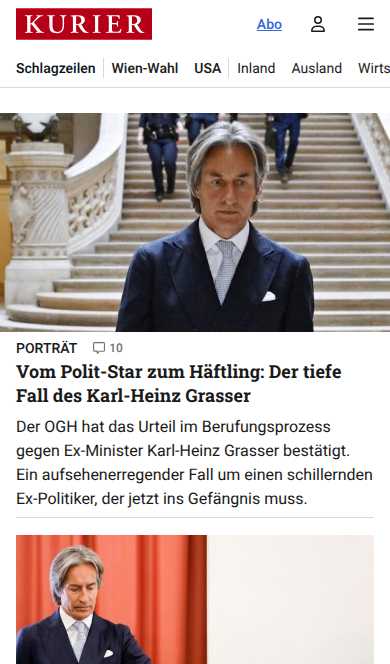 KURIER
Abo
Schlagzeilen Wien-Wahl USA Inland Ausland Wirts
PORTRÄT 10
Vom Polit-Star zum Häftling: Der tiefe
Fall des Karl-Heinz Grasser
Der OGH hat das Urteil im Berufungsprozess
gegen Ex-Minister Karl-Heinz Grasser bestätigt.
Ein aufsehenerregender Fall um einen schillernden
Ex-Politiker, der jetzt ins Gefängnis muss.